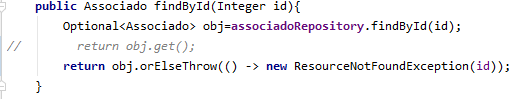 public Associado findById(Integer id){
Optional<Associado> obj=associadoRepository.findById(id);
// return obj.get();
return obj.orElseThrow(() -> new ResourceNotFoundException(id));
}